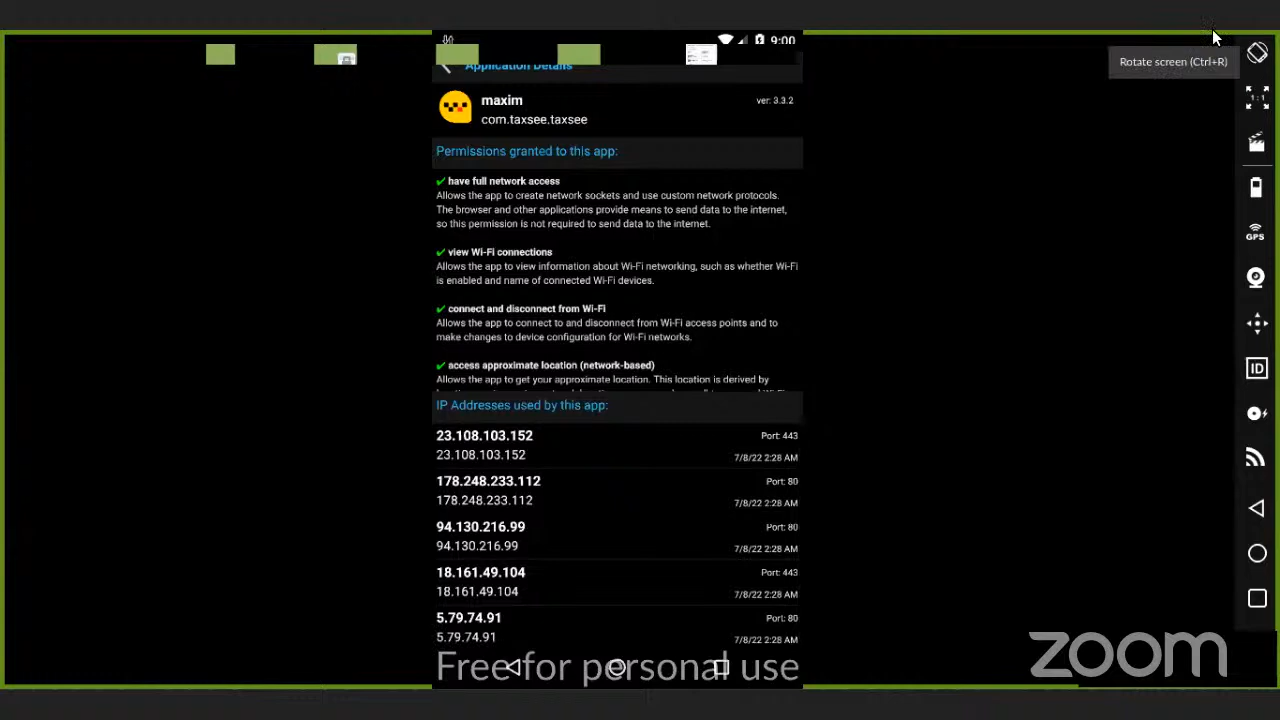 9:00
Rotate screen (Ctrl+R)
Application Details
maxim
ver: 3.3.2
com.taxsee.taxsee
Permissions granted to this app:
✔ have full network access
Allows the app to create network sockets and use custom network protocols.
The browser and other applications provide means to send data to the internet,
so this permission is not required to send data to the internet.
✔ view Wi-Fi connections
Allows the app to view information about Wi-Fi networking, such as whether Wi-Fi
is enabled and name of connected Wi-Fi devices.
✔ connect and disconnect from Wi-Fi
Allows the app to connect to and disconnect from Wi-Fi access points and to
make changes to device configuration for Wi-Fi networks.
✔ access approximate location (network-based)
Allows the app to get your approximate location. This location is derived by
IP Addresses used by this app:
23.108.103.152
Port: 443
23.108.103.152
7/8/22 2:28 AM
178.248.233.112
Port: 80
178.248.233.112
7/8/22 2:28 AM
94.130.216.99
Port: 80
94.130.216.99
7/8/22 2:28 AM
18.161.49.104
Port: 443
18.161.49.104
7/8/22 2:28 AM
5.79.74.91
Port: 80
5.79.74.91
7/8/22 2:28 AM
Free for personal use
1:1
GPS
ID
zoom